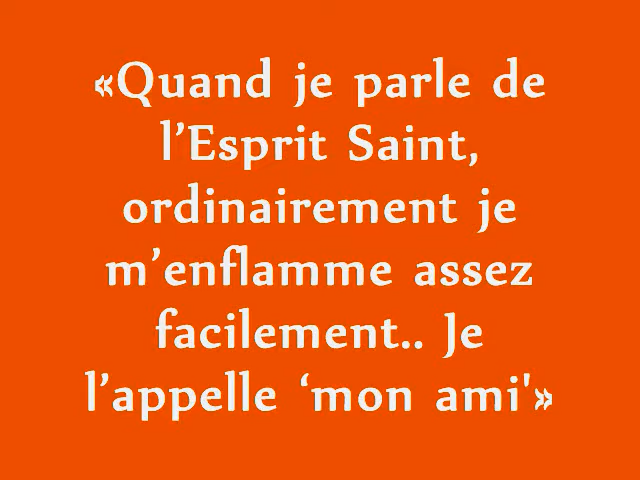 «Quand je parle de
l’Esprit Saint,
ordinairement je
m’enflamme assez
facilement.. Je
l’appelle ‘mon ami'»